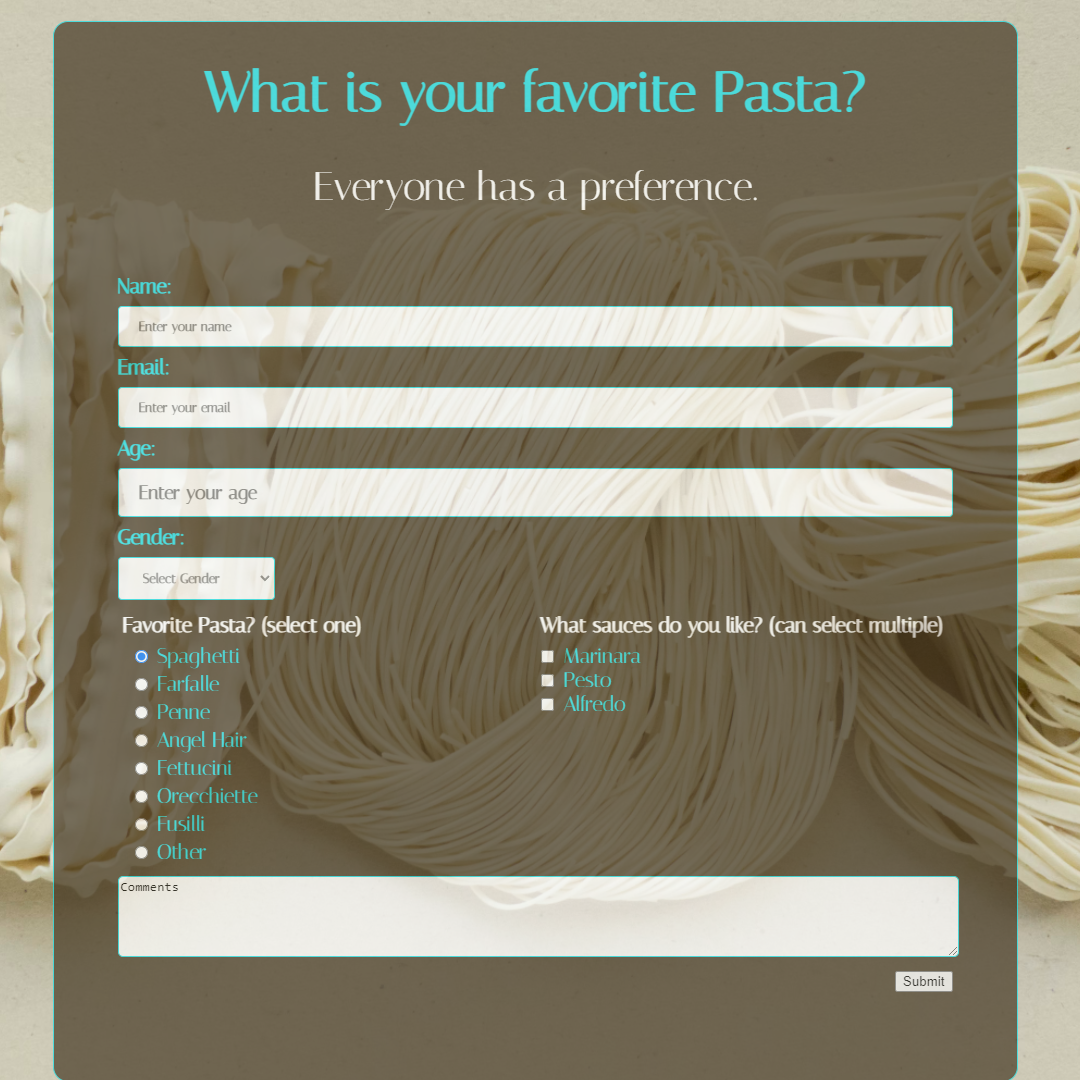 What is your favorite Pasta?
Everyone has a preference.
Name:
Enter your name
Email:
Enter your email
Age:
Enter your age
Gender:
Select Gender
Favorite Pasta? (select one)
Spaghetti
Farfalle
Penne
Angel Hair
Fettucini
Orecchiette
Fusilli
Other
What sauces do you like? (can select multiple)
Marinara
Pesto
Alfredo
Comments
Submit